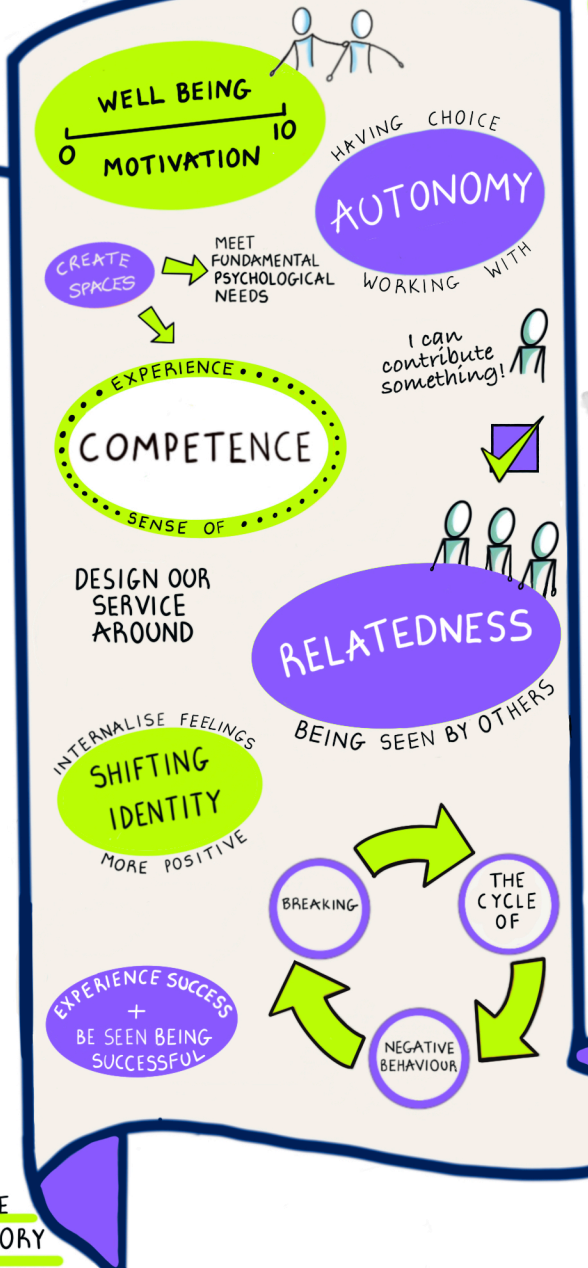 WELL BEING
0 10
MOTIVATION
HAVING CHOICE
AUTONOMY
WORKING WITH
CREATE
SPACES
MEET
FUNDAMENTAL
PSYCHOLOGICAL
NEEDS
I can
contribute
something!
EXPERIENCE
COMPETENCE
SENSE OF
DESIGN OUR
SERVICE
AROUND
RELATEDNESS
BEING SEEN BY OTHERS
INTERNALISE FEELINGS
SHIFTING
IDENTITY
MORE POSITIVE
BREAKING
THE
CYCLE
OF
NEGATIVE
BEHAVIOUR
EXPERIENCE SUCCESS
+
BE SEEN BEING
SUCCESSFUL
E
ORY